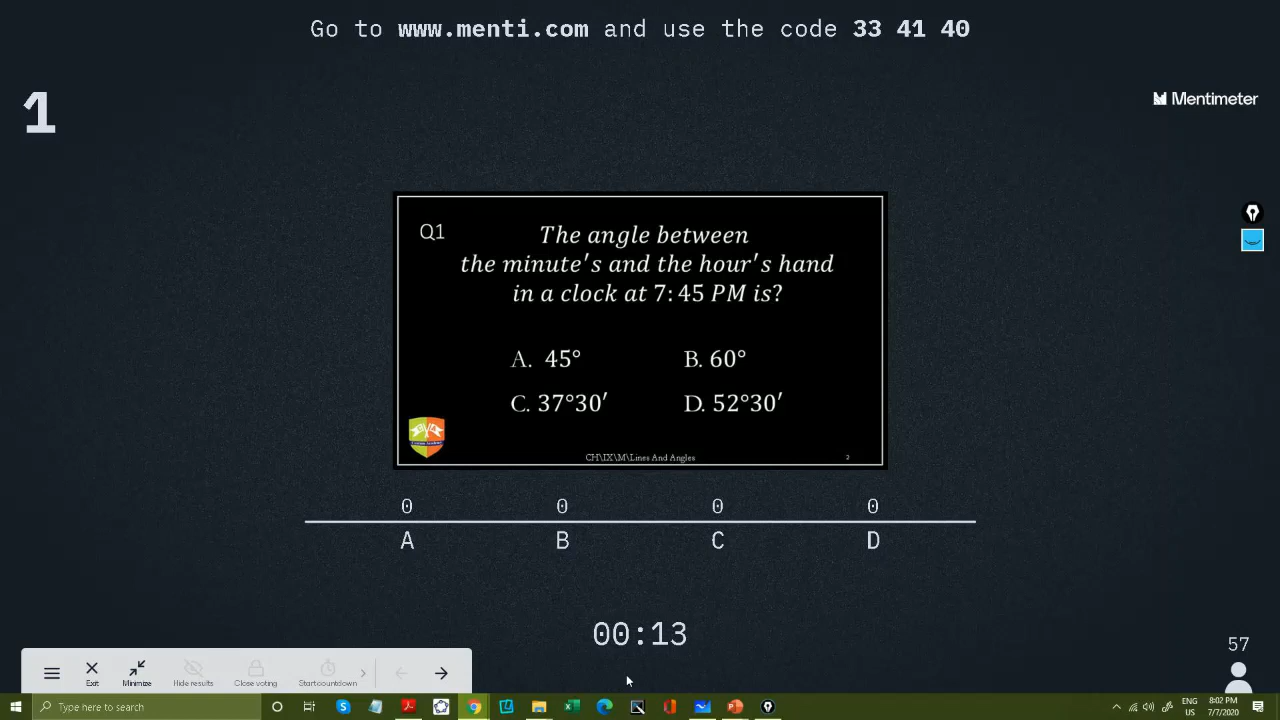 Go to www.menti.com and use the code 33 41 40
1
Mentimeter
Q1
The angle between
the minute's and the hour's hand
in a clock at 7:45 PM is?
A. 45°
B. 60°
C. 37°30′
D. 52°30′
CH\IX\M\Lines And Angles
2
0 0 0 0
A B C D
00:13
57
Exit
Minimize
Hide results
Close voting
Start countdown
Type here to search
ENG
US
8:02 PM
7/7/2020